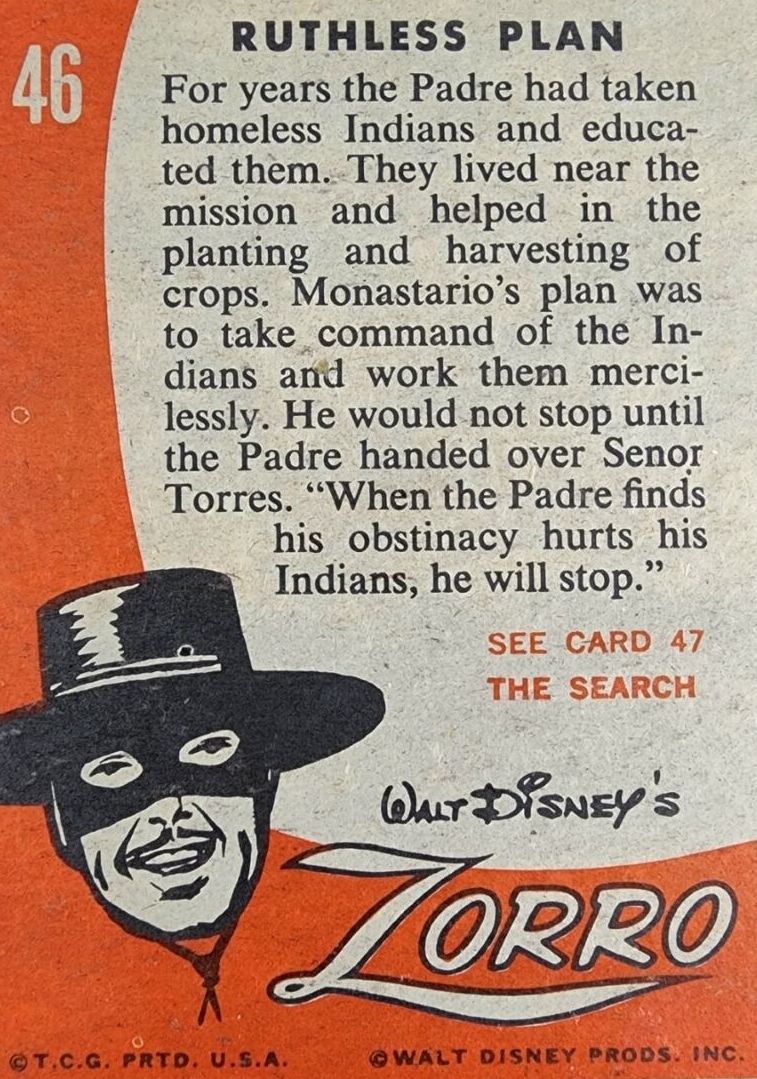 46
RUTHLESS PLAN
For years the Padre had taken
homeless Indians and educa-
ted them. They lived near the
mission and helped in the
planting and harvesting of
crops. Monastario's plan was
to take command of the In-
dians and work them merci-
lessly. He would not stop until
the Padre handed over Senor
Torres. “When the Padre finds
his obstinacy hurts his
Indians, he will stop.”
SEE CARD 47
THE SEARCH
WALT DISNEY'S
ZORRO
©T.C.G. PRTD. U.S.A.
©WALT DISNEY PRODS. INC.